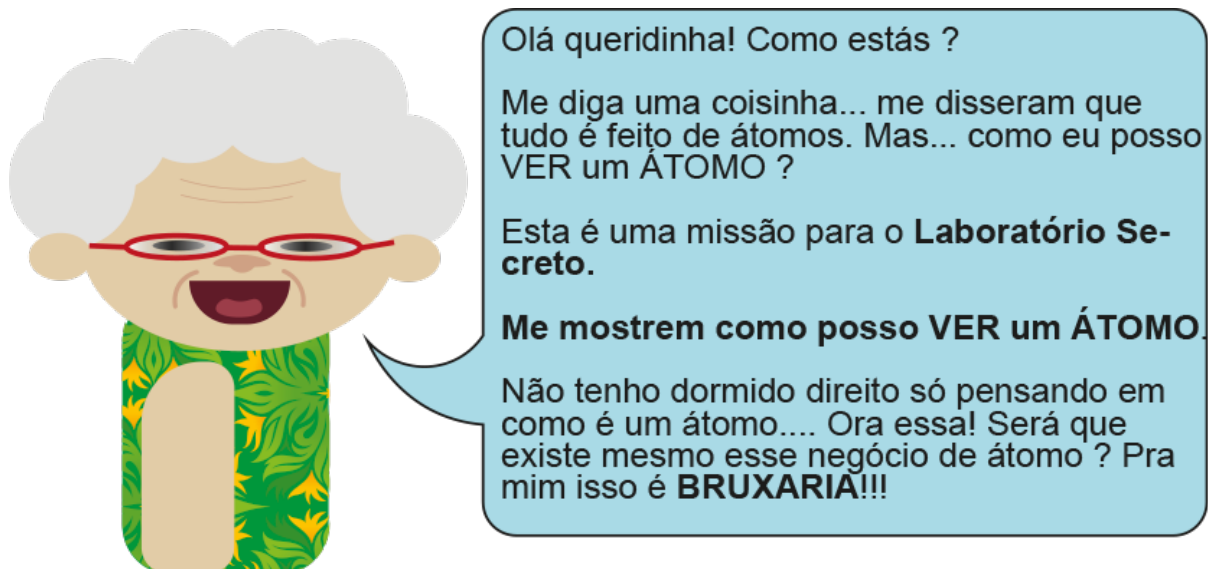 Olá queridinha! Como estás ?
Me diga uma coisinha... me disseram que
tudo é feito de átomos. Mas... como eu posso
VER um ÁTOMO ?
Esta é uma missão para o Laboratório Se-
creto.
Me mostrem como posso VER um ÁTOMO.
Não tenho dormido direito só pensando em
como é um átomo.... Ora essa! Será que
existe mesmo esse negócio de átomo ? Pra
mim isso é BRUXARIA!!!